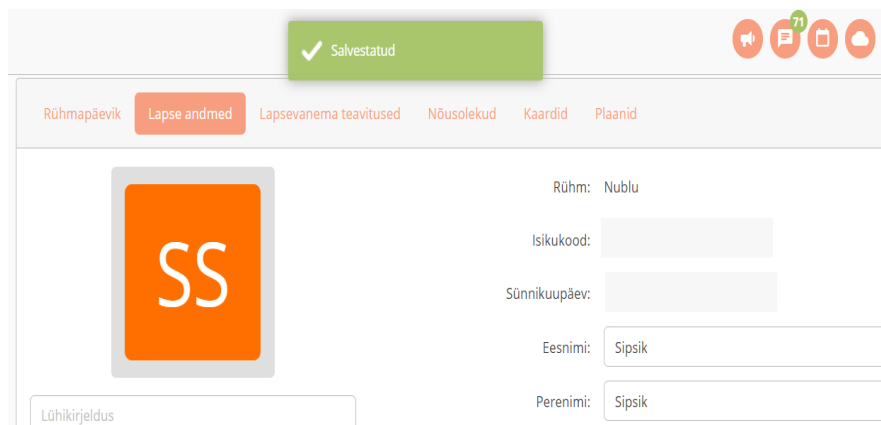 Salvestatud
71
Rühmapäevik Lapse andmed Lapsevanema teavitused Nõusolekud Kaardid Plaanid
SS
Rühm: Nublu
Isikukood:
Sünnikuupäev:
Eesnimi: Sipsik
Perenimi: Sipsik
Lühikirjeldus